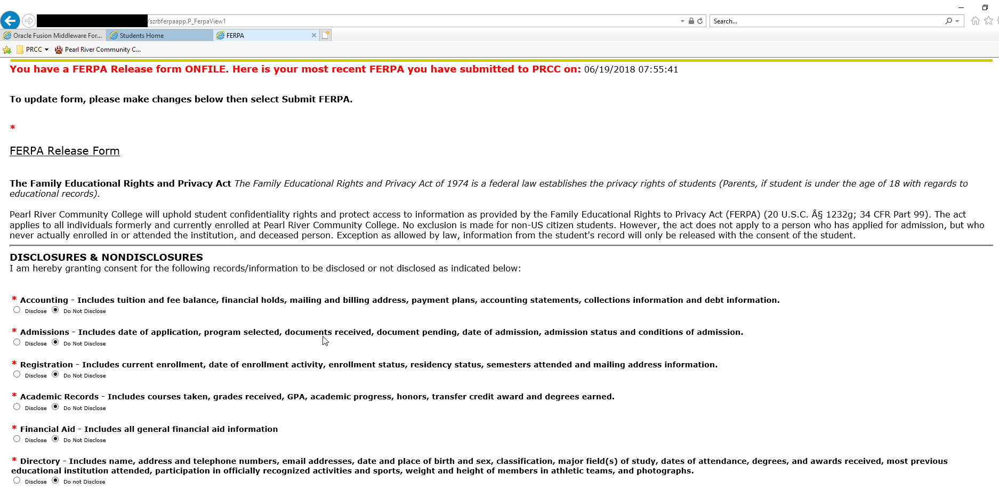 /szrbferpaapp.P_FerpaView1
Search...
Oracle Fusion Middleware For...
Students Home
FERPA
PRCC
Pearl River Community C...
You have a FERPA Release form ONFILE. Here is your most recent FERPA you have submitted to PRCC on: 06/19/2018 07:55:41
To update form, please make changes below then select Submit FERPA.
*
FERPA Release Form
The Family Educational Rights and Privacy Act The Family Educational Rights and Privacy Act of 1974 is a federal law establishes the privacy rights of students (Parents, if student is under the age of 18 with regards to
educational records).
Pearl River Community College will uphold student confidentiality rights and protect access to information as provided by the Family Educational Rights to Privacy Act (FERPA) (20 U.S.C. Â§ 1232g; 34 CFR Part 99). The act
applies to all individuals formerly and currently enrolled at Pearl River Community College. No exclusion is made for non-US citizen students. However, the act does not apply to a person who has applied for admission, but who
never actually enrolled in or attended the institution, and deceased person. Exception as allowed by law, information from the student's record will only be released with the consent of the student.
DISCLOSURES & NONDISCLOSURES
I am hereby granting consent for the following records/information to be disclosed or not disclosed as indicated below:
* Accounting - Includes tuition and fee balance, financial holds, mailing and billing address, payment plans, accounting statements, collections information and debt information.
Disclose Do Not Disclose
* Admissions - Includes date of application, program selected, documents received, document pending, date of admission, admission status and conditions of admission.
Disclose Do Not Disclose
* Registration - Includes current enrollment, date of enrollment activity, enrollment status, residency status, semesters attended and mailing address information.
Disclose Do Not Disclose
* Academic Records - Includes courses taken, grades received, GPA, academic progress, honors, transfer credit award and degrees earned.
Disclose Do Not Disclose
* Financial Aid - Includes all general financial aid information
Disclose Do Not Disclose
* Directory - Includes name, address and telephone numbers, email addresses, date and place of birth and sex, classification, major field(s) of study, dates of attendance, degrees, and awards received, most previous
educational institution attended, participation in officially recognized activities and sports, weight and height of members in athletic teams, and photographs.
Disclose Do not Disclose